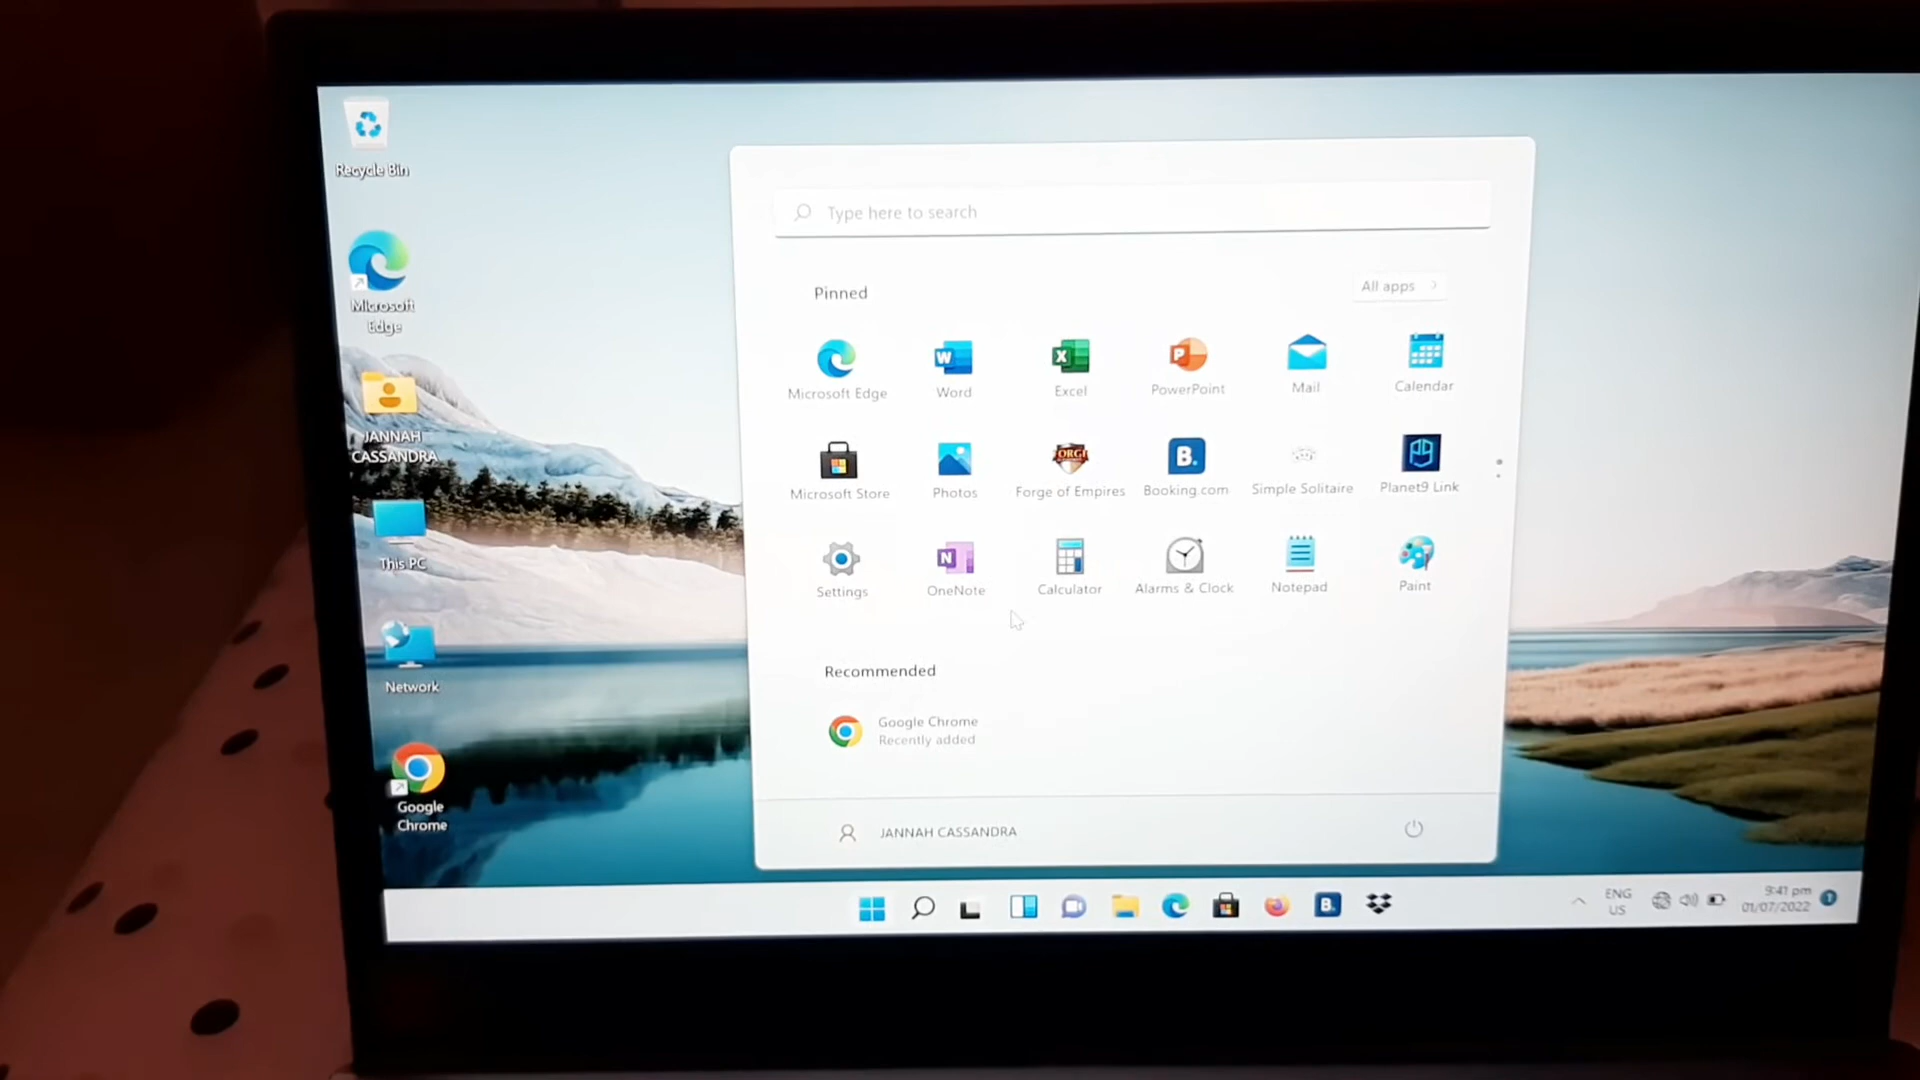 Recycle Bin
Microsoft
Edge
JANNAH
CASSANDRA
This PC
Network
Google
Chrome
Type here to search
Pinned
All apps
Microsoft Edge
Word
Excel
PowerPoint
Mail
Calendar
Microsoft Store
Photos
Forge of Empires
Booking.com
Simple Solitaire
Planet9 Link
Settings
OneNote
Calculator
Alarms & Clock
Notepad
Paint
Recommended
Google Chrome
Recently added
JANNAH CASSANDRA
ENG
US
9:41 pm
01/07/2022
1
W
X
P
B.
N
B.